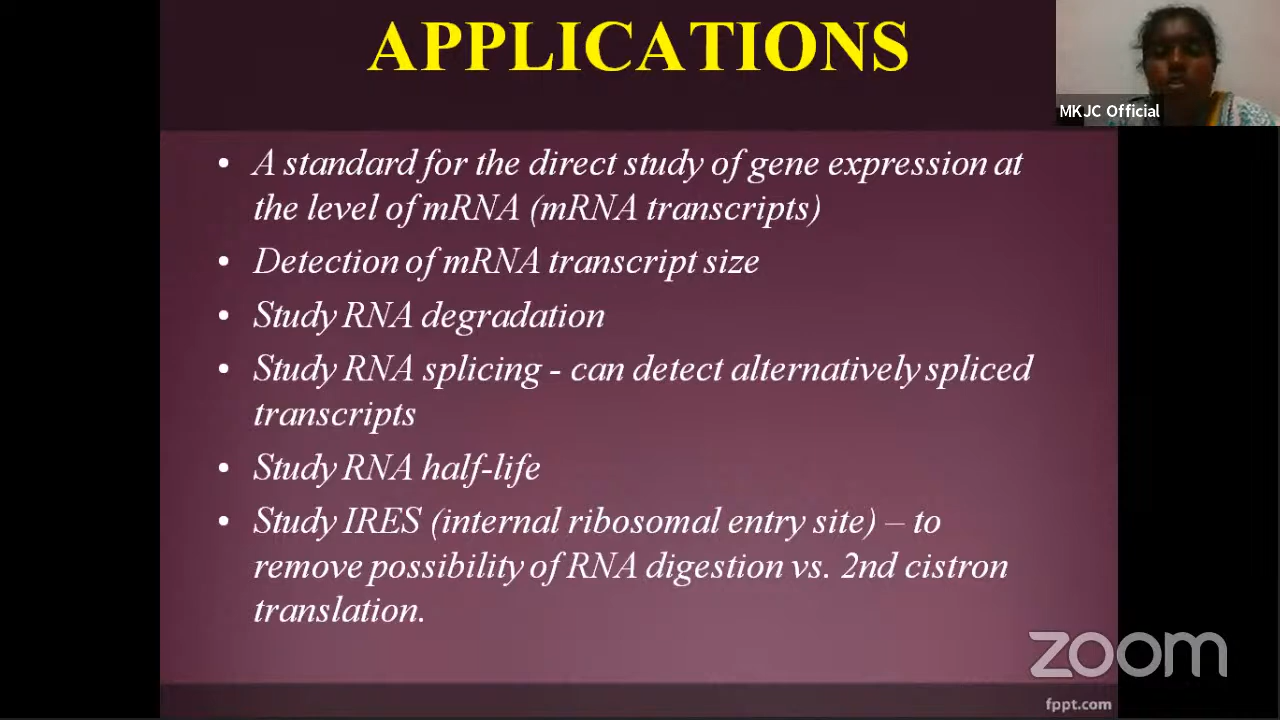 APPLICATIONS
MKJC Official
• A standard for the direct study of gene expression at
the level of mRNA (mRNA transcripts)
• Detection of mRNA transcript size
• Study RNA degradation
• Study RNA splicing - can detect alternatively spliced
transcripts
• Study RNA half-life
• Study IRES (internal ribosomal entry site) – to
remove possibility of RNA digestion vs. 2nd cistron
translation.
zoom
fppt.com